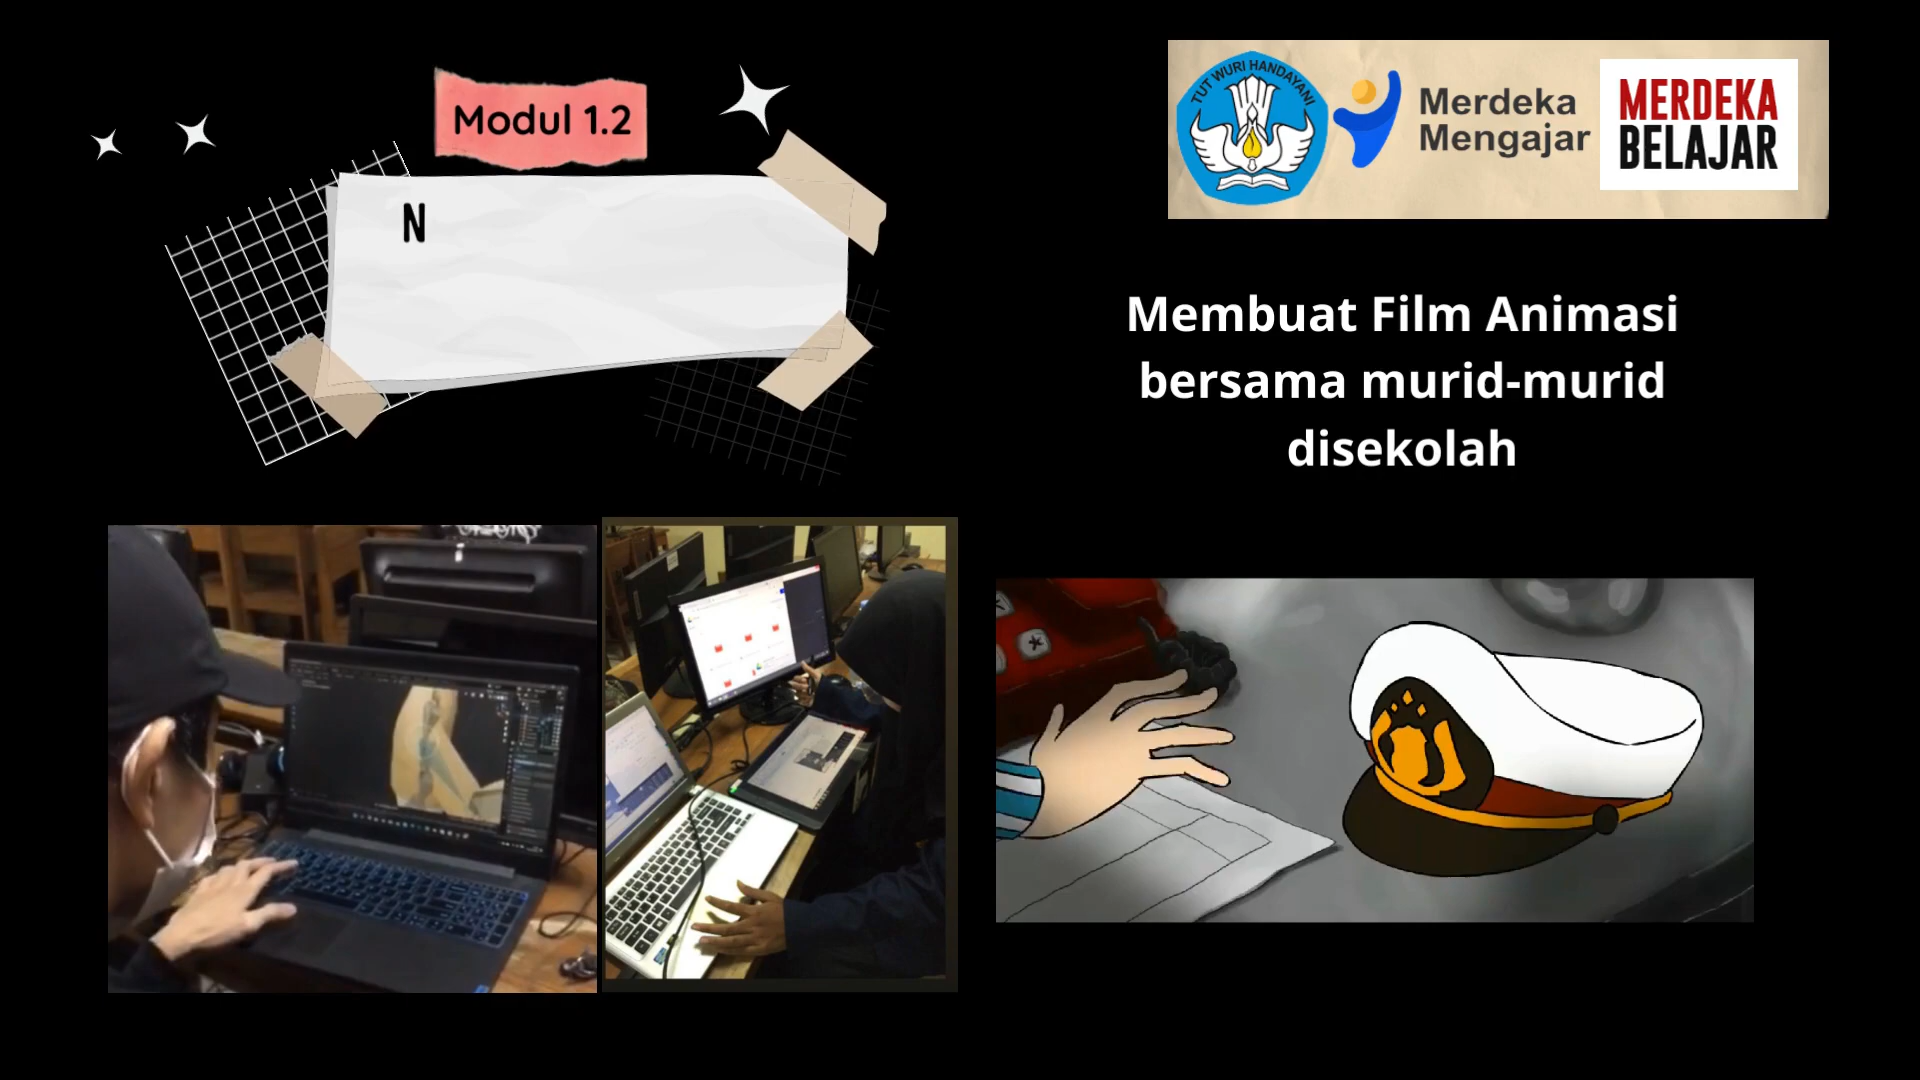 Modul 1.2
N
TUT WURI HANDAYANI
Merdeka
Mengajar
MERDEKA
BELAJAR
Membuat Film Animasi
bersama murid-murid
disekolah